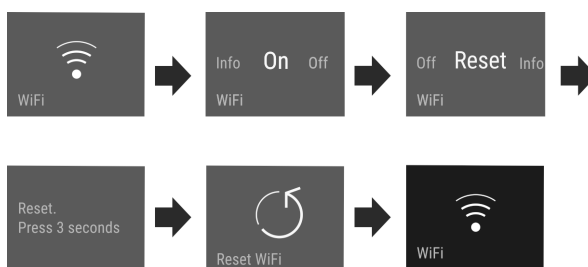 WiFi
Info On Off
WiFi
Off Reset Info
WiFi
Reset.
Press 3 seconds
Reset WiFi
WiFi